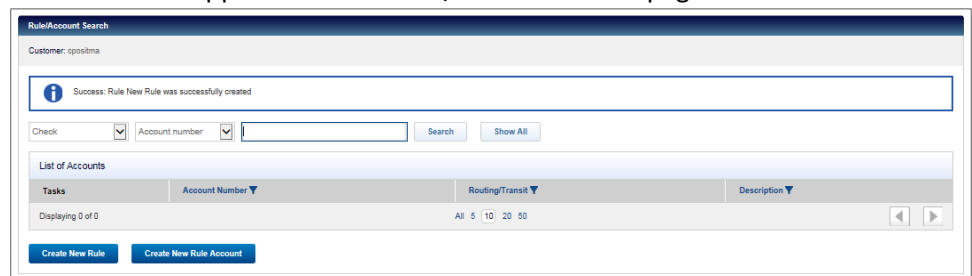 Rule/Account Search
Customer: cpositma
Success: Rule New Rule was successfully created
Check Account number Search Show All
List of Accounts
Tasks Account Number Routing/Transit Description
Displaying 0 of 0 All 5 10 20 50
Create New Rule Create New Rule Account